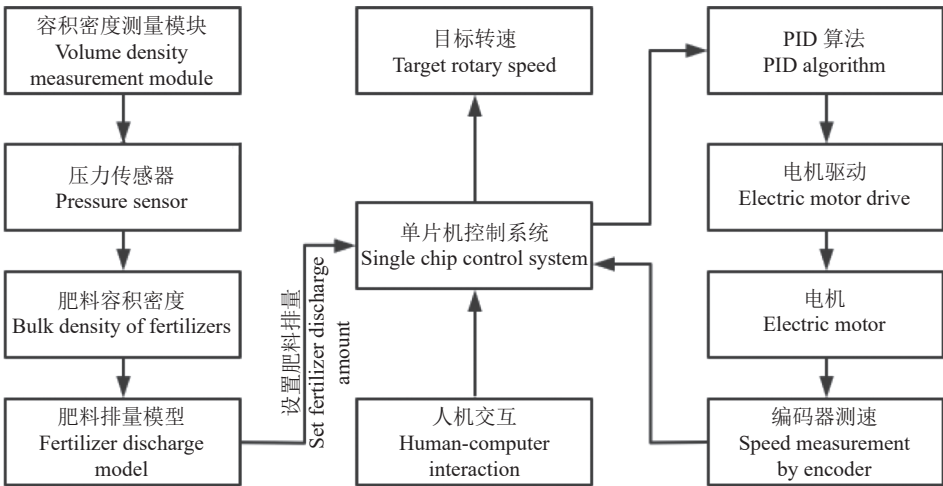 容积密度测量模块
Volume density
measurement module
压力传感器
Pressure sensor
肥料容积密度
Bulk density of fertilizers
肥料排量模型
Fertilizer discharge
model
设置肥料排量
Set fertilizer discharge
amount
目标转速
Target rotary speed
单片机控制系统
Single chip control system
人机交互
Human-computer
interaction
PID 算法
PID algorithm
电机驱动
Electric motor drive
电机
Electric motor
编码器测速
Speed measurement
by encoder